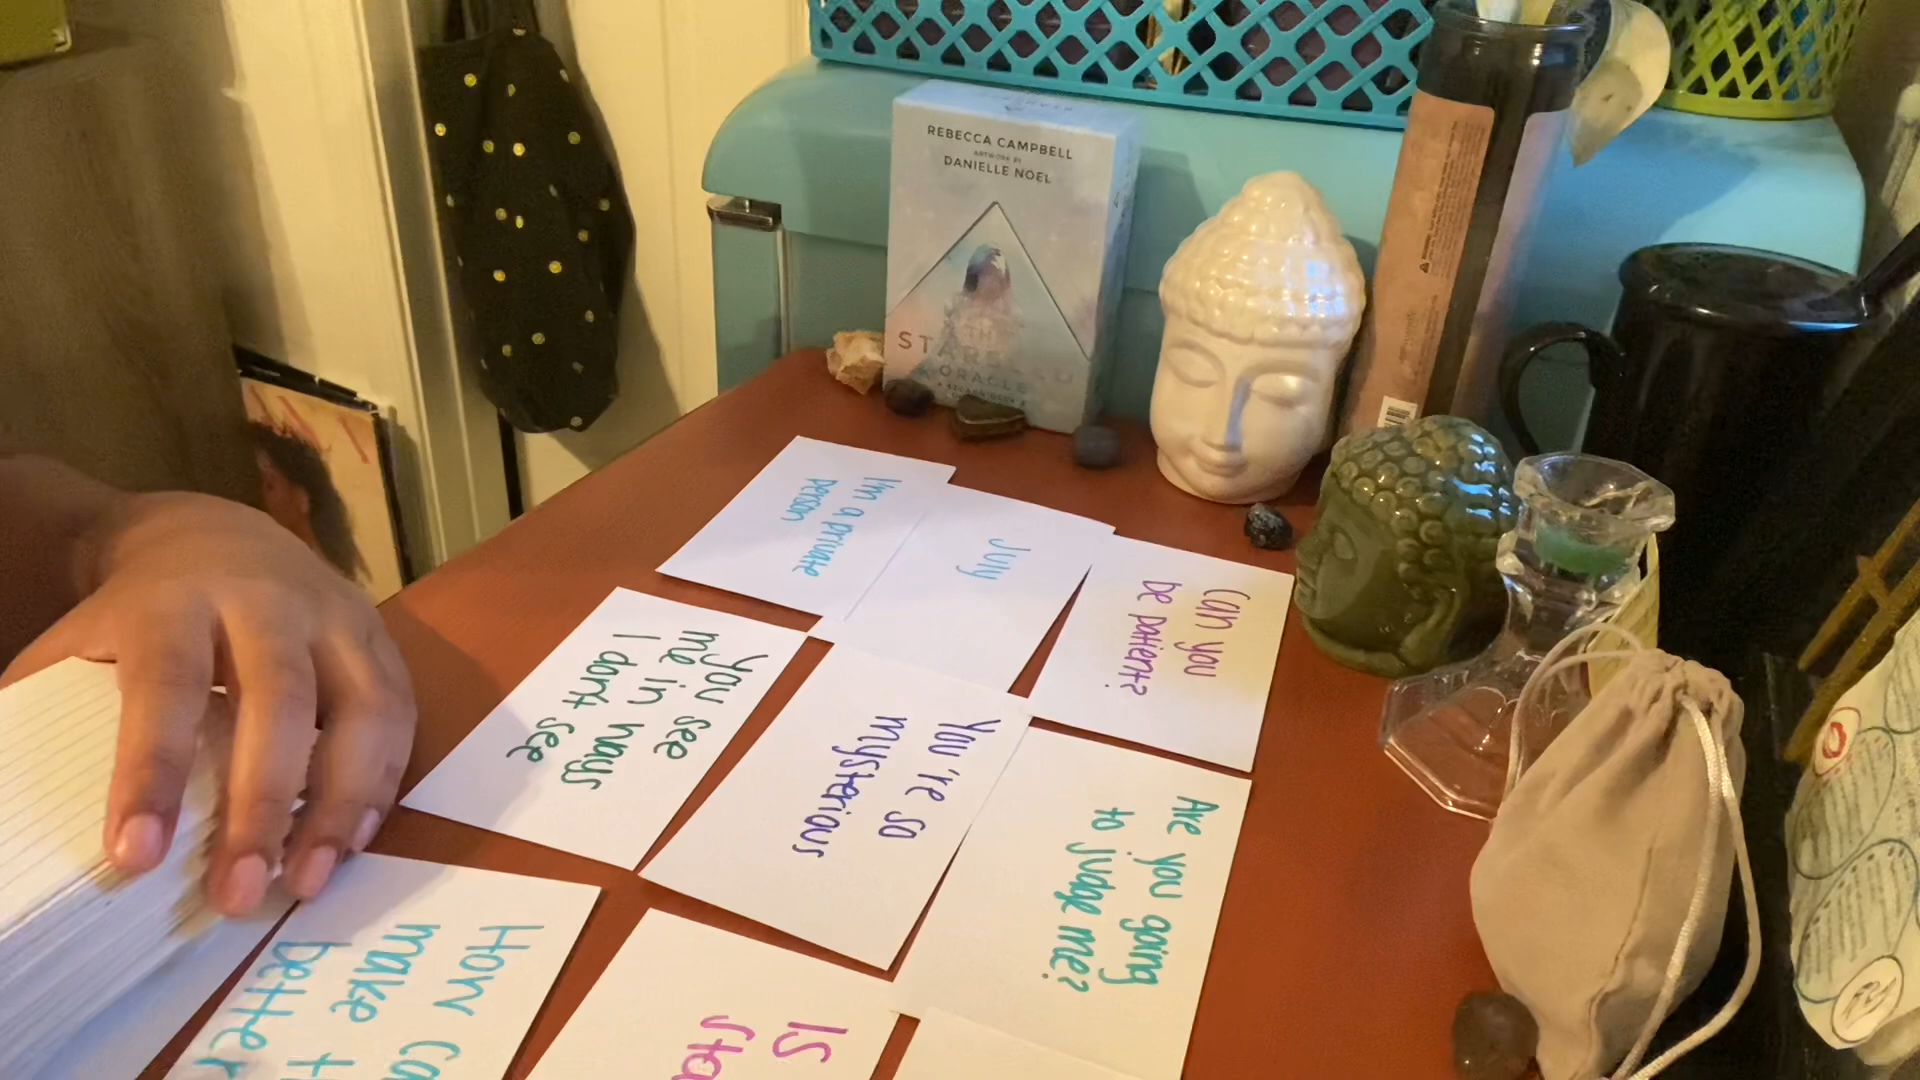 REBECCA CAMPBELL
ARTWORK BY
DANIELLE NOEL
THE
STARSEED
ORACLE
I'm a private
person
July
Can you
be patient?
you see
me in ways
I don't see
You're so
mysterious
Are you going
to judge me?
How
make
better
Is